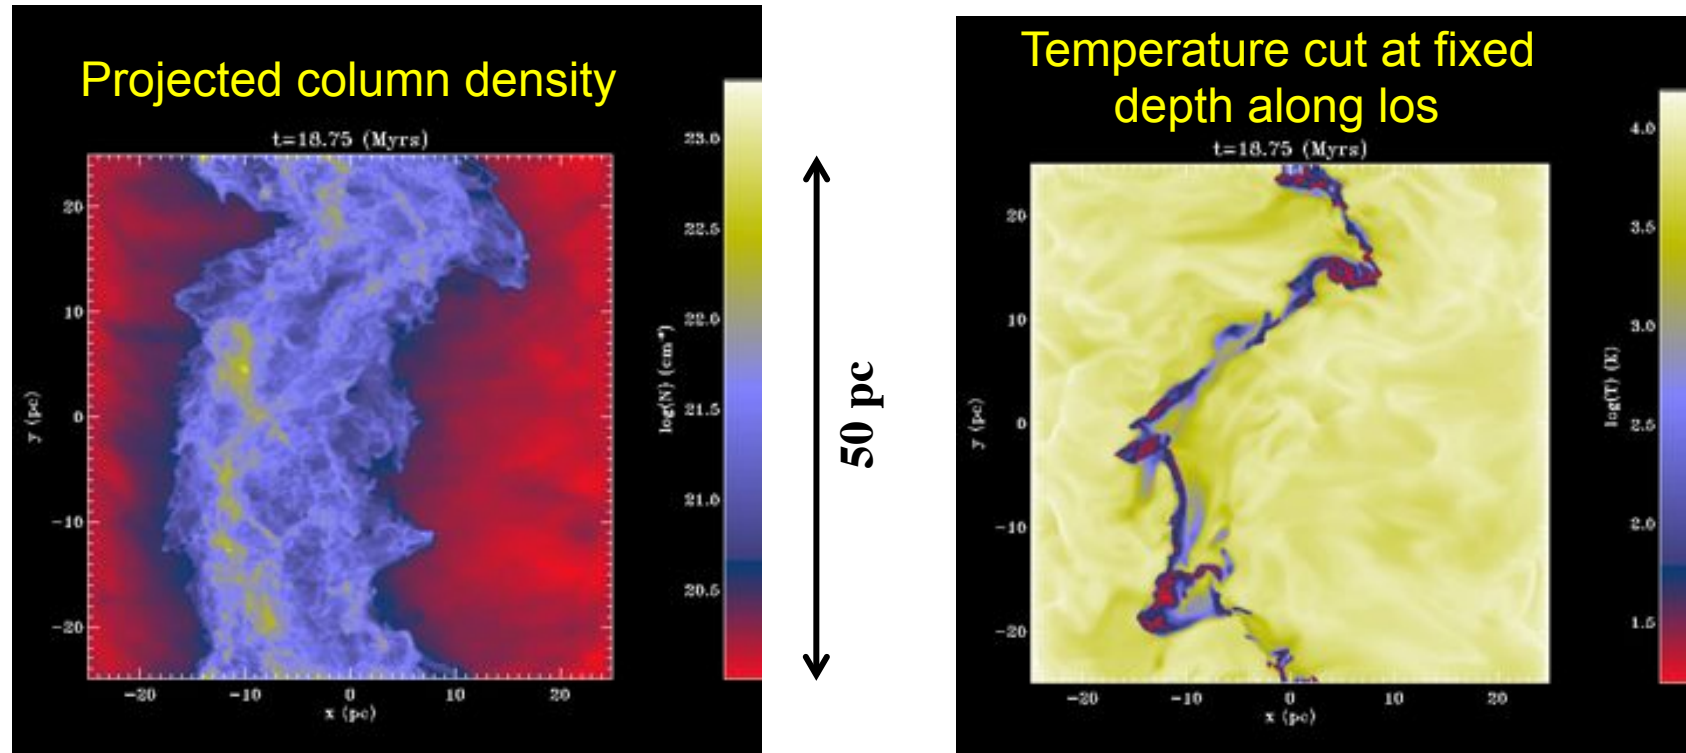 Projected column density
t=18.75 (Myrs)
23.0
22.5
22.0
21.5
21.0
20.5
log(N) (cm⁻²)
20
10
0
−10
−20
y (pc)
−20
−10
0
10
20
x (pc)
50 pc
Temperature cut at fixed
depth along los
t=18.75 (Myrs)
4.0
3.5
3.0
2.5
2.0
1.5
log(T) (K)
20
10
0
−10
−20
y (pc)
−20
−10
0
10
20
x (pc)